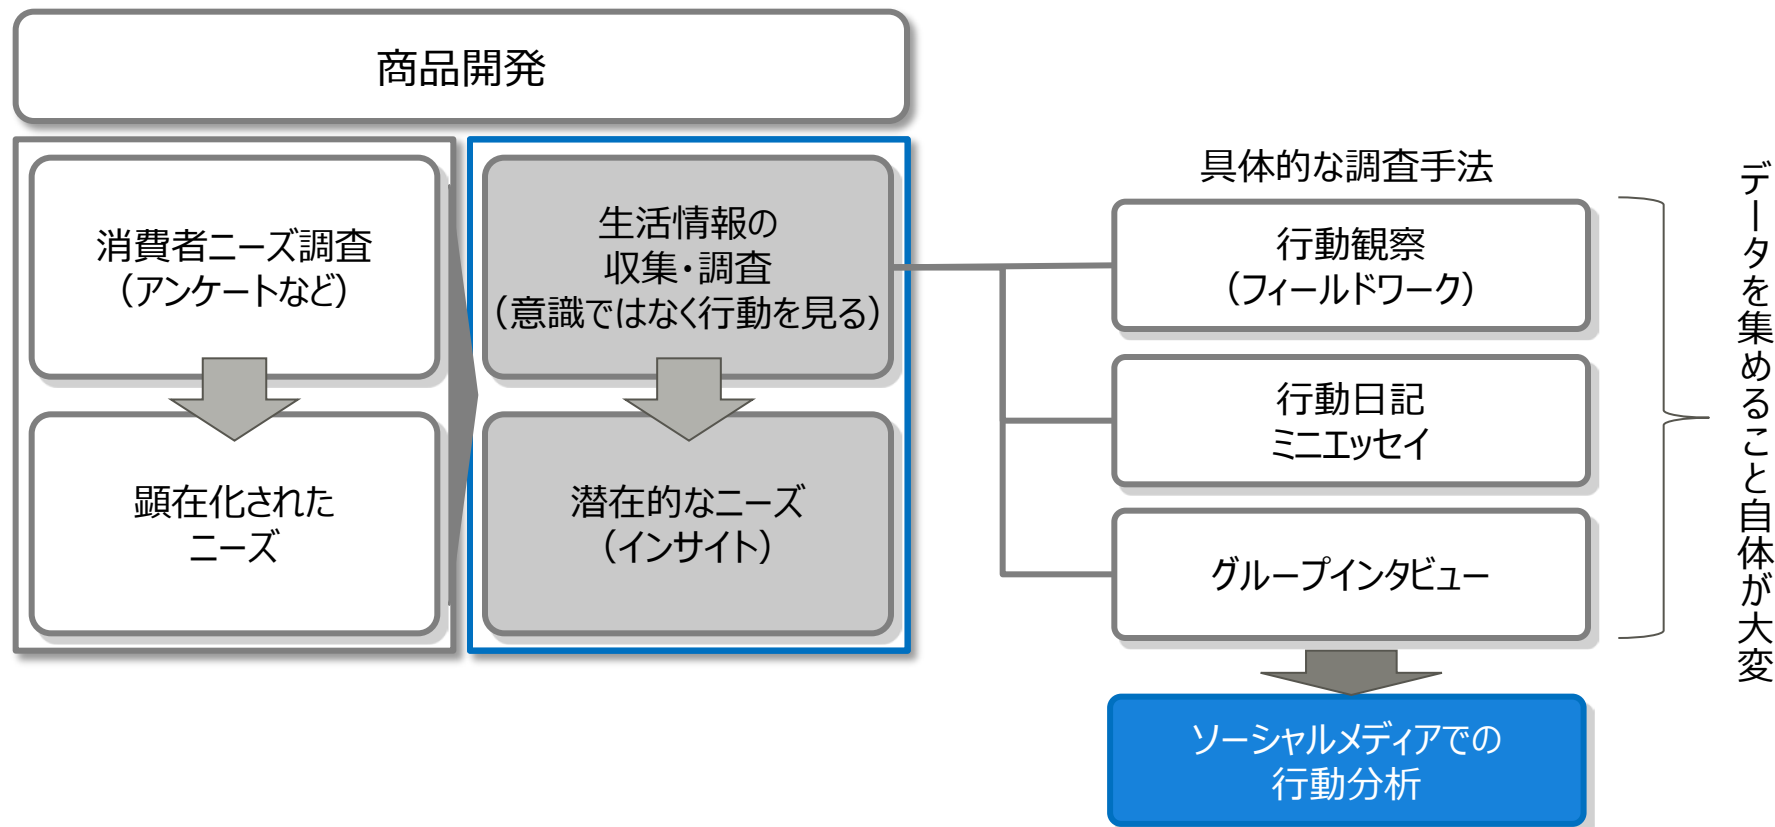 商品開発
消費者ニーズ調査
（アンケートなど）
顕在化された
ニーズ
生活情報の
収集・調査
（意識ではなく行動を見る）
潜在的なニーズ
（インサイト）
具体的な調査手法
行動観察
（フィールドワーク）
行動日記
ミニエッセイ
グループインタビュー
ソーシャルメディアでの
行動分析
データを集めること自体が大変